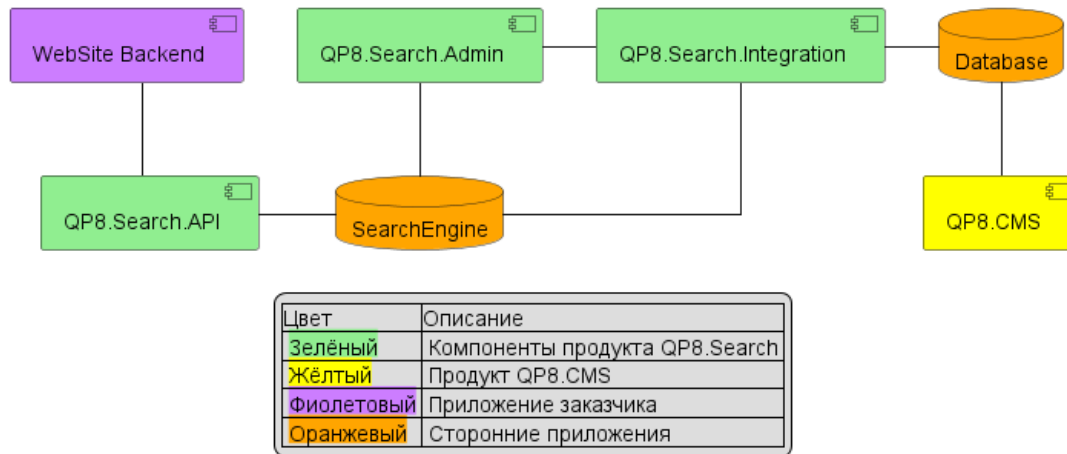 WebSite Backend
QP8.Search.Admin
QP8.Search.Integration
Database
QP8.Search.API
SearchEngine
QP8.CMS
Цвет Описание
Зелёный Компоненты продукта QP8.Search
Жёлтый Продукт QP8.CMS
Фиолетовый Приложение заказчика
Оранжевый Сторонние приложения